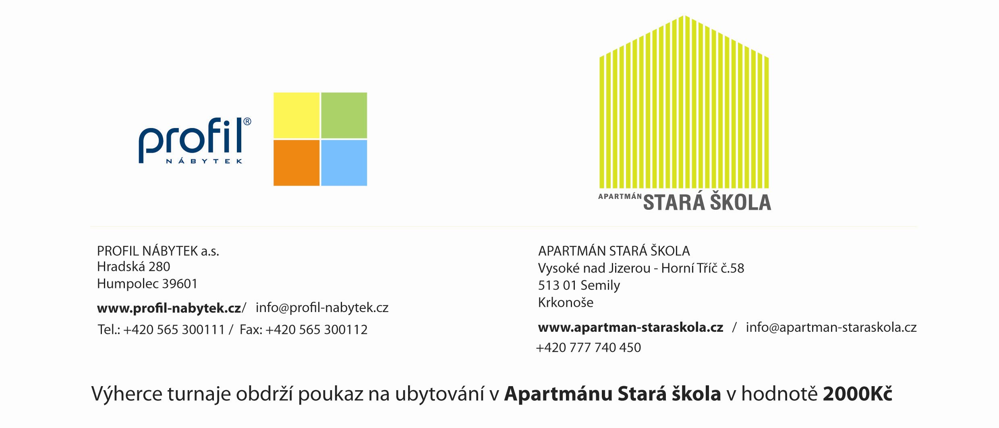 profil®
NÁBYTEK
APARTMÁN STARÁ ŠKOLA
PROFIL NÁBYTEK a.s.
Hradská 280
Humpolec 39601
www.profil-nabytek.cz/ info@profil-nabytek.cz
Tel.: +420 565 300111 / Fax: +420 565 300112
APARTMÁN STARÁ ŠKOLA
Vysoké nad Jizerou - Horní Tříč č.58
513 01 Semily
Krkonoše
www.apartman-staraskola.cz / info@apartman-staraskola.cz
+420 777 740 450
Výherce turnaje obdrží poukaz na ubytování v Apartmánu Stará škola v hodnotě 2000Kč